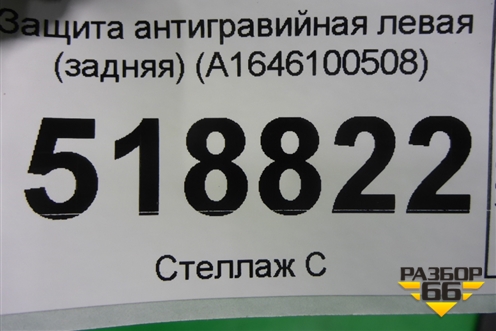 Защита антигравийная левая
(задняя) (A1646100508)
518822
Стеллаж С
РАЗБОР
66